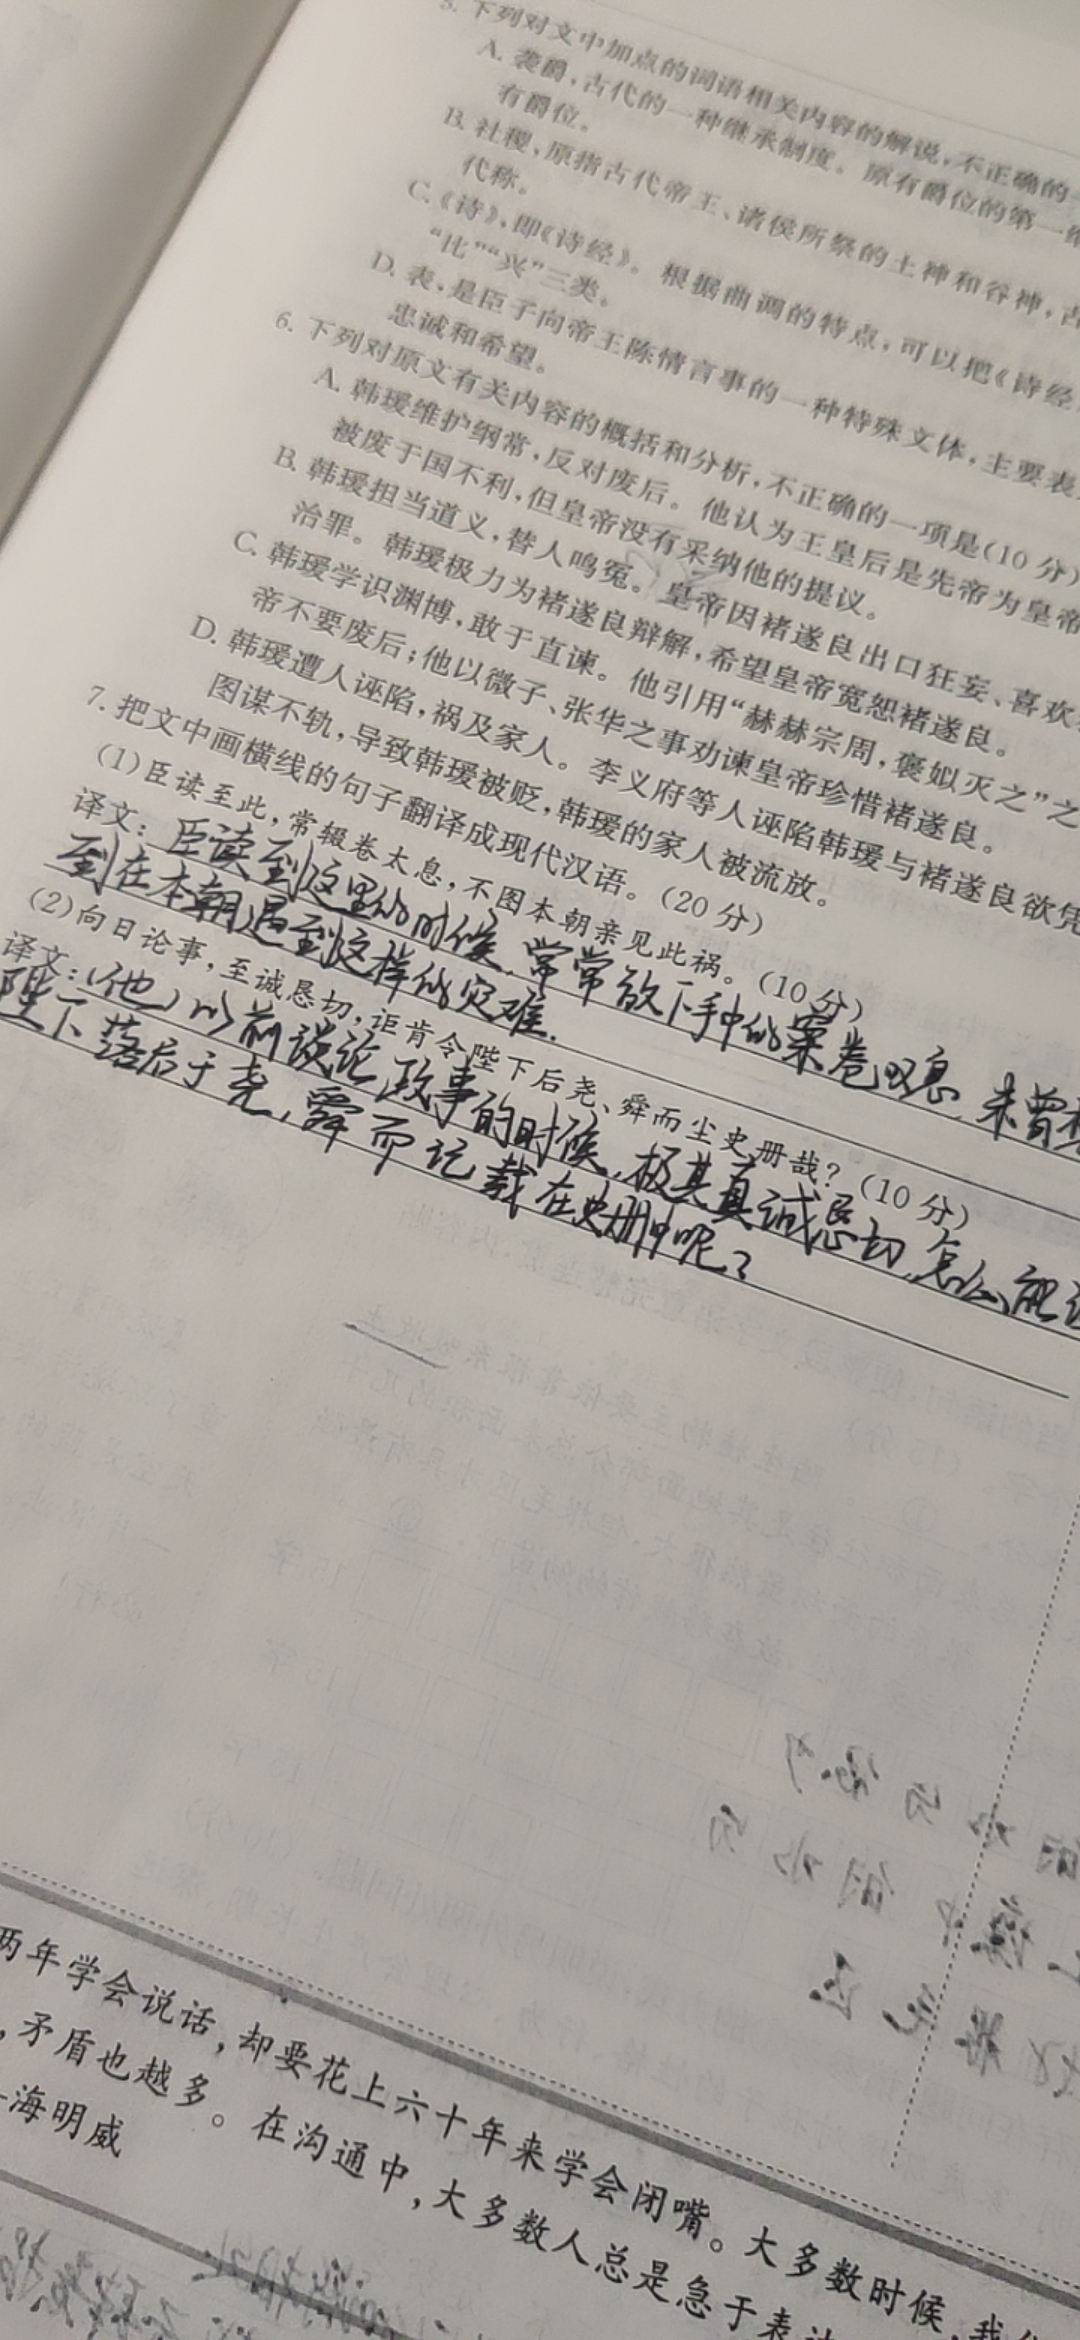 5. 下列对文中加点的词语相关内容的解说，不正确的一
A. 袭爵，古代的一种继承制度。原有爵位的第一
有爵位。
B. 社稷，原指古代帝王、诸侯所祭的土神和谷神，古
代称。
C.《诗》，即《诗经》。根据曲调的特点，可以把《诗经
“比”“兴”三类。
D. 表，是臣子向帝王陈情言事的一种特殊文体，主要表
忠诚和希望。
6. 下列对原文有关内容的概括和分析，不正确的一项是(10 分)
A. 韩瑗维护纲常，反对废后。他认为王皇后是先帝为皇帝
被废于国不利，但皇帝没有采纳他的提议。
B. 韩瑗担当道义，替人鸣冤。皇帝因褚遂良出口狂妄、喜欢
治罪。韩瑗极力为褚遂良辩解，希望皇帝宽恕褚遂良。
C. 韩瑗学识渊博，敢于直谏。他引用“赫赫宗周，褒姒灭之”之
帝不要废后；他以微子、张华之事劝谏皇帝珍惜褚遂良。
D. 韩瑗遭人诬陷，祸及家人。李义府等人诬陷韩瑗与褚遂良欲凭
图谋不轨，导致韩瑗被贬，韩瑗的家人被流放。
7. 把文中画横线的句子翻译成现代汉语。(20 分)
(1)臣读至此，常辍卷太息，不图本朝亲见此祸。(10 分)
译文：臣读到这里的时候，常常放下手中的案卷叹息，未曾想
到在本朝遇到这样的灾难.
(2)向日论事，至诚恳切，讵肯令陛下后尧、舜而尘史册哉？(10 分)
译文：(他)以前谈论政事的时候，极其真诚恳切，怎么能让
陛下落后于尧，舜而记载在史册中呢？
两年学会说话，却要花上六十年来学会闭嘴。大多数时候，我们
，矛盾也越多。在沟通中，大多数人总是急于表达
海明威